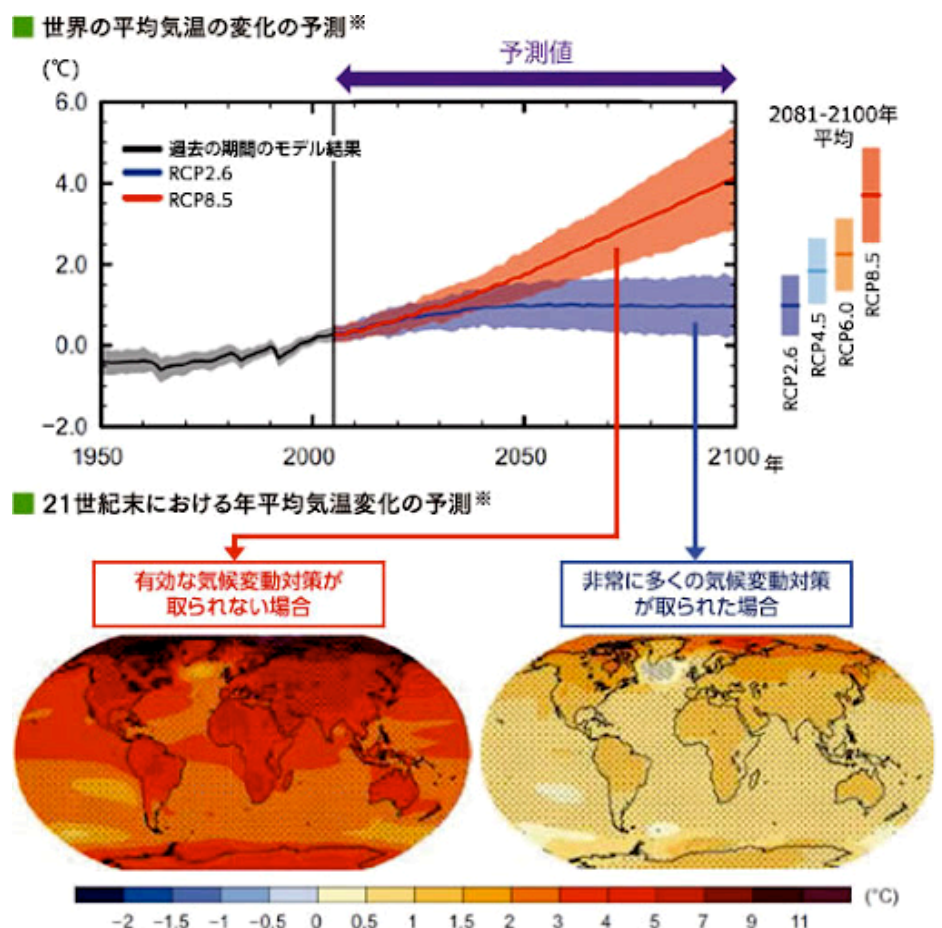 ■ 世界の平均気温の変化の予測※
予測値
(℃)
6.0
4.0
2.0
0.0
−2.0
過去の期間のモデル結果
RCP2.6
RCP8.5
1950
2000
2050
2100 年
2081-2100年
平均
RCP2.6
RCP4.5
RCP6.0
RCP8.5
■ 21世紀末における年平均気温変化の予測※
有効な気候変動対策が
取られない場合
非常に多くの気候変動対策
が取られた場合
−2 −1.5 −1 −0.5 0 0.5 1 1.5 2 3 4 5 7 9 11 (℃)